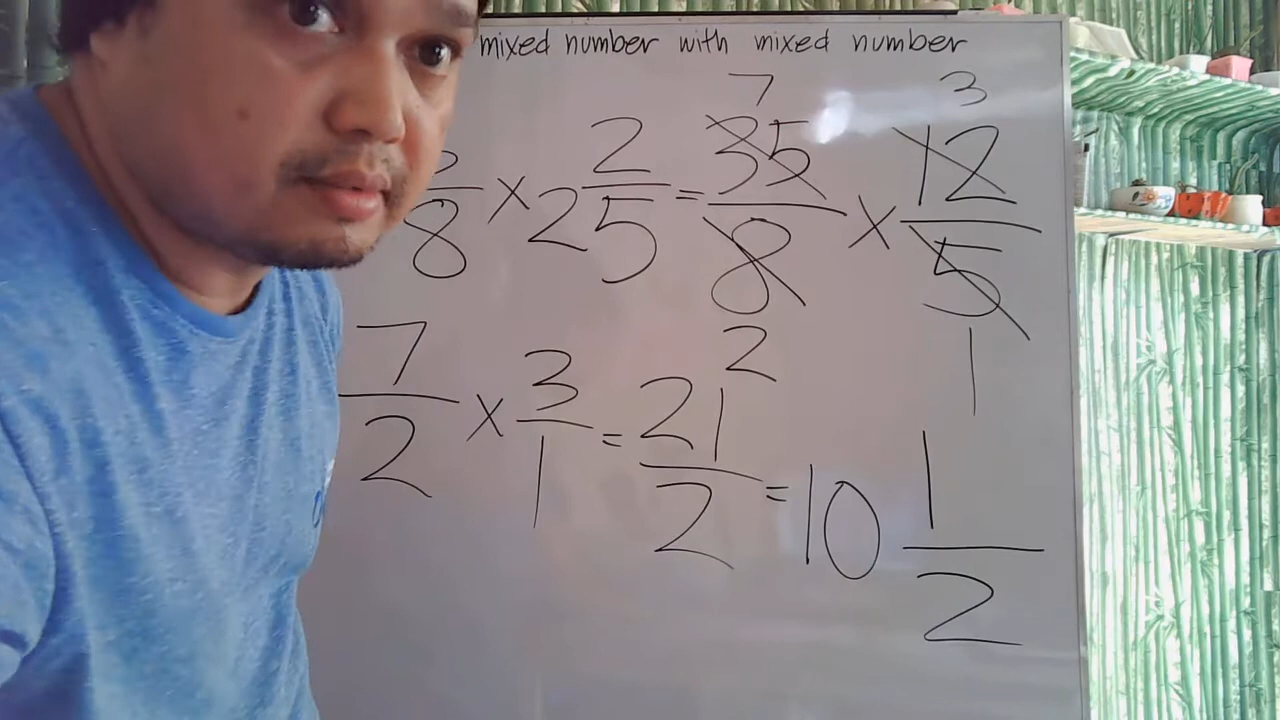 mixed number with mixed number
7 3
8 × 2 2/5 = 35/8 × 12/5
2 1
7/2 × 3/1 = 21/2 = 10 1/2